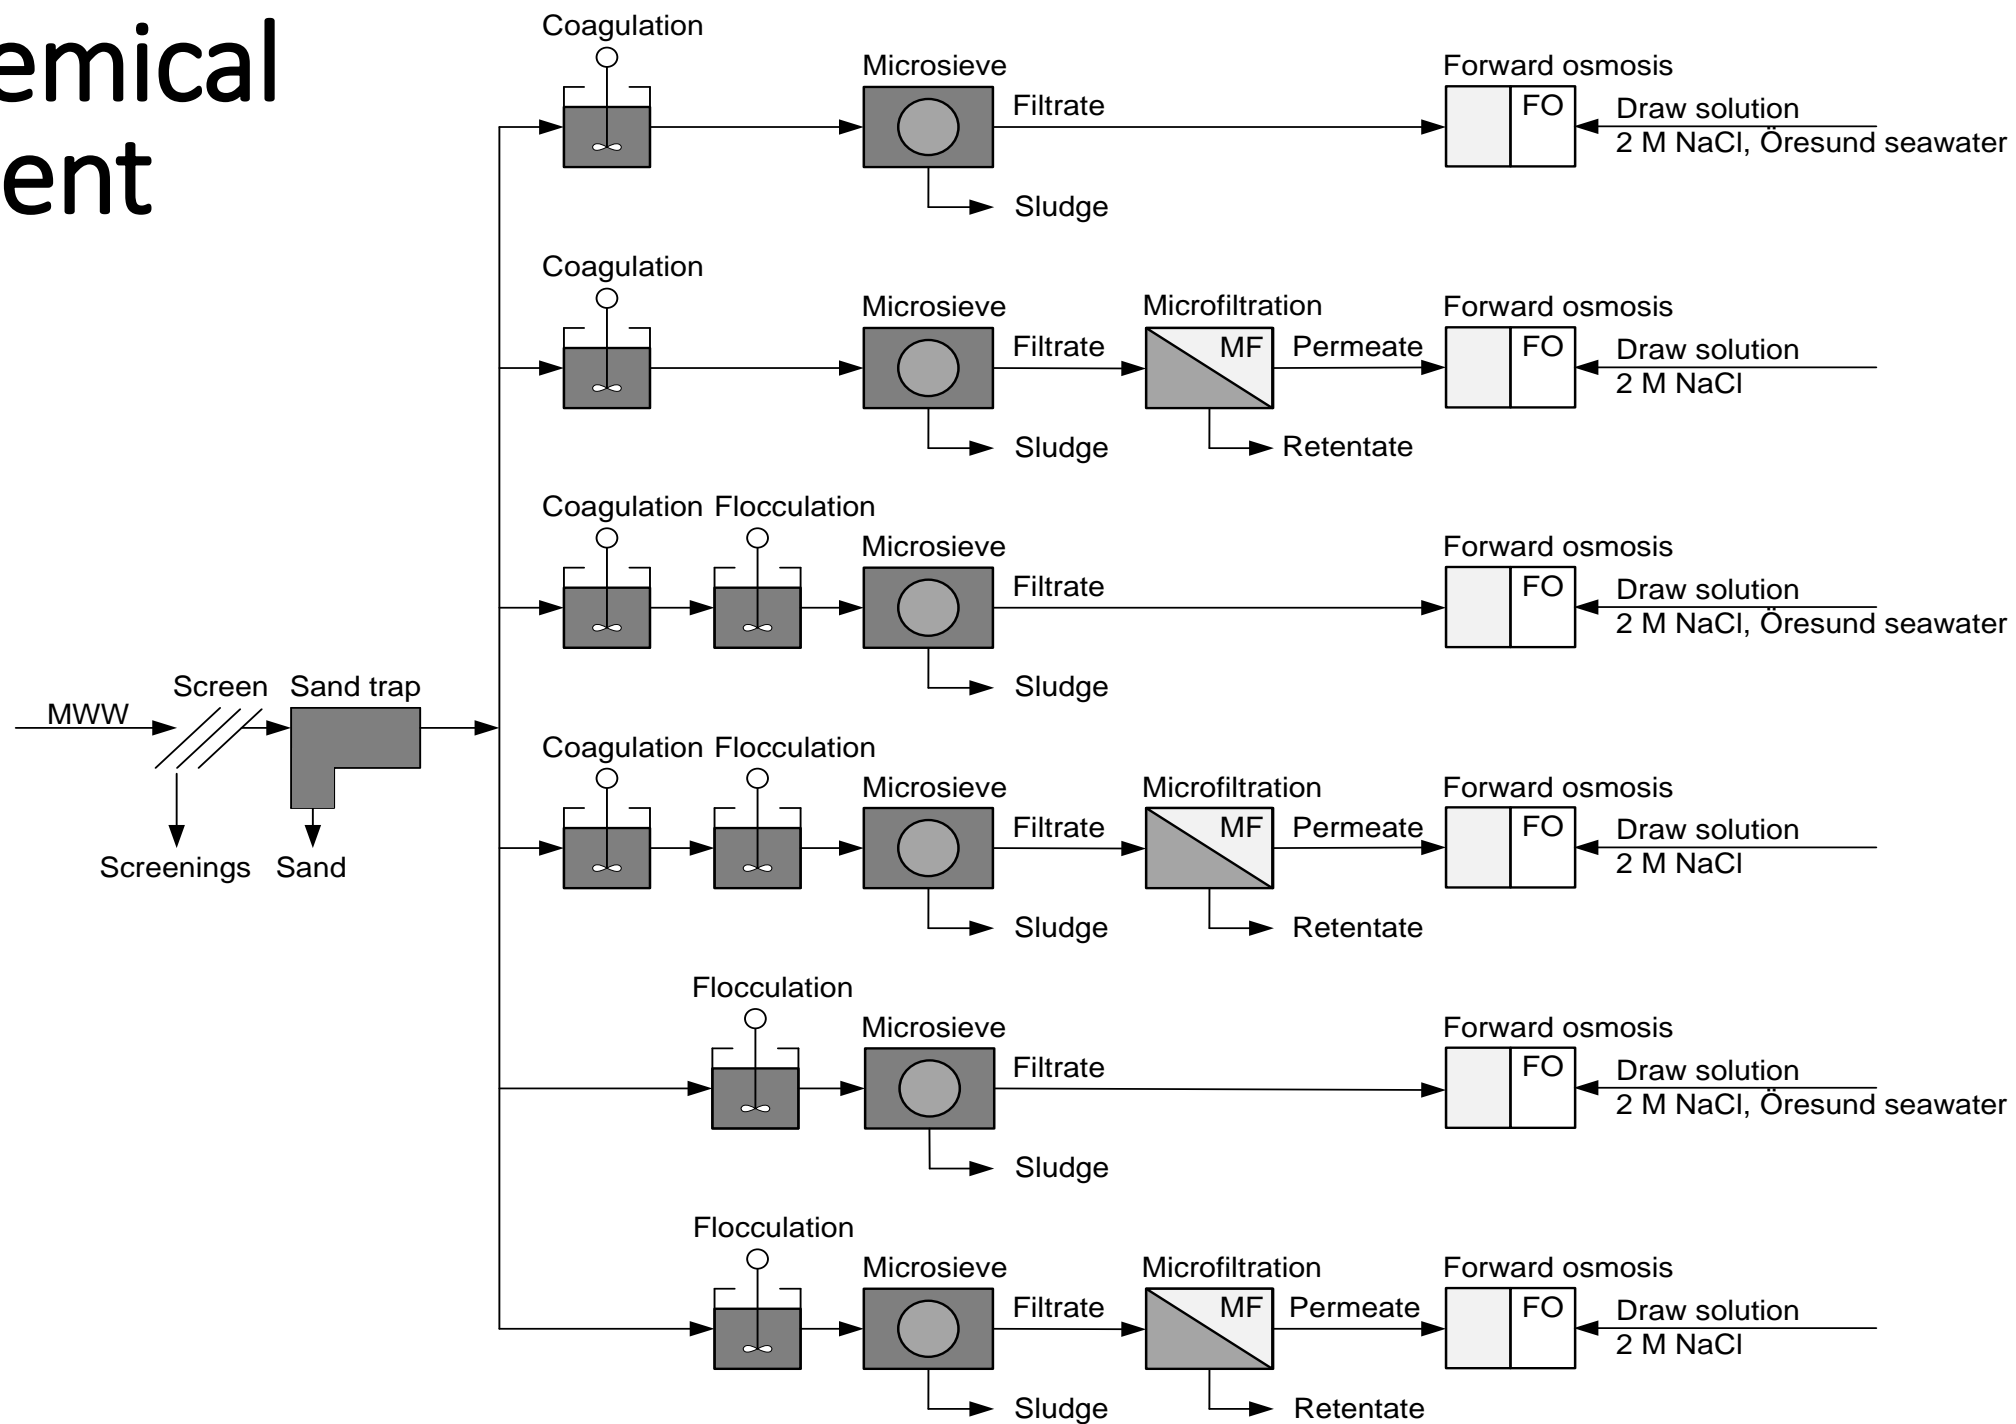 emical
ent
Coagulation
Microsieve
Filtrate
Sludge
Forward osmosis
FO
Draw solution
2 M NaCl, Öresund seawater
Coagulation
Microsieve
Filtrate
Sludge
Microfiltration
MF
Permeate
Retentate
Forward osmosis
FO
Draw solution
2 M NaCl
Coagulation Flocculation
Microsieve
Filtrate
Sludge
Forward osmosis
FO
Draw solution
2 M NaCl, Öresund seawater
MWW
Screen
Sand trap
Screenings
Sand
Coagulation Flocculation
Microsieve
Filtrate
Sludge
Microfiltration
MF
Permeate
Retentate
Forward osmosis
FO
Draw solution
2 M NaCl
Flocculation
Microsieve
Filtrate
Sludge
Forward osmosis
FO
Draw solution
2 M NaCl, Öresund seawater
Flocculation
Microsieve
Filtrate
Sludge
Microfiltration
MF
Permeate
Retentate
Forward osmosis
FO
Draw solution
2 M NaCl